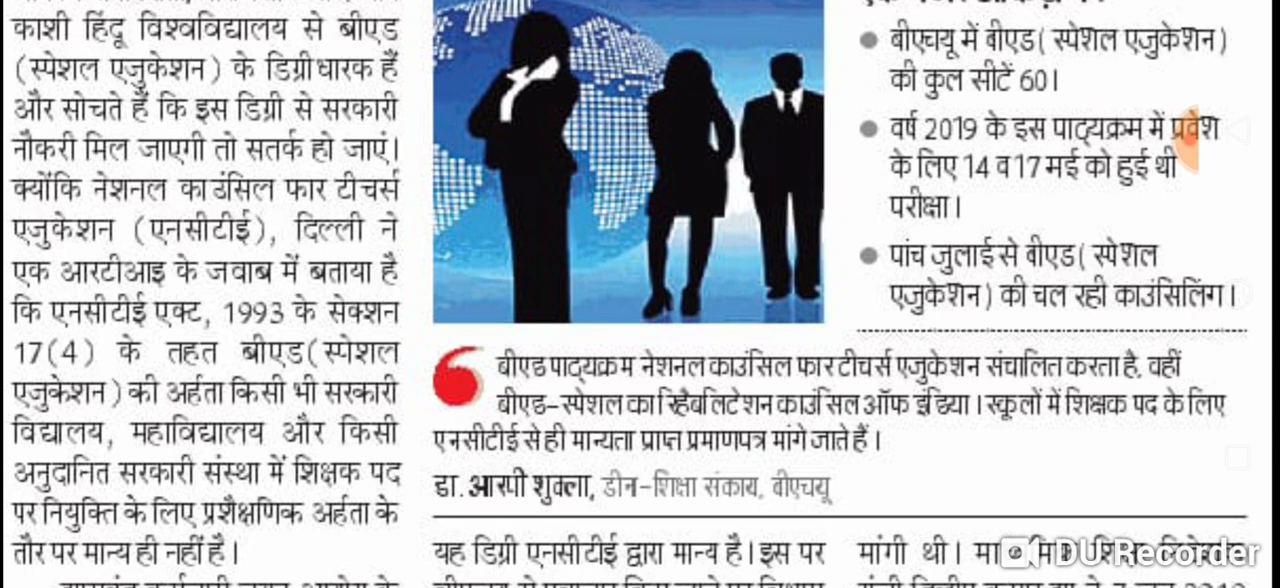 काशी हिंदू विश्वविद्यालय से बीएड
(स्पेशल एजुकेशन) के डिग्रीधारक हैं
और सोचते हैं कि इस डिग्री से सरकारी
नौकरी मिल जाएगी तो सतर्क हो जाएं।
क्योंकि नेशनल काउंसिल फार टीचर्स
एजुकेशन (एनसीटीई), दिल्ली ने
एक आरटीआइ के जवाब में बताया है
कि एनसीटीई एक्ट, 1993 के सेक्शन
17(4) के तहत बीएड(स्पेशल
एजुकेशन) की अर्हता किसी भी सरकारी
विद्यालय, महाविद्यालय और किसी
अनुदानित सरकारी संस्था में शिक्षक पद
पर नियुक्ति के लिए प्रशैक्षणिक अर्हता के
तौर पर मान्य ही नहीं है।
बीएचयू में बीएड( स्पेशल एजुकेशन)
की कुल सीटें 60।
वर्ष 2019 के इस पाठ्यक्रम में प्रवेश
के लिए 14 व 17 मई को हुई थी
परीक्षा।
पांच जुलाई से बीएड( स्पेशल
एजुकेशन) की चल रही काउंसिलिंग।
बीएड पाठ्यक्रम नेशनल काउंसिल फार टीचर्स एजुकेशन संचालित करता है, वहीं
बीएड-स्पेशल का रिहैबलिटेशन काउंसिल ऑफ इंडिया। स्कूलों में शिक्षक पद के लिए
एनसीटीई से ही मान्यता प्राप्त प्रमाणपत्र मांगे जाते हैं।
डा. आरपी शुक्ला, डीन-शिक्षा संकाय, बीएचयू
यह डिग्री एनसीटीई द्वारा मान्य है। इस पर
मांगी थी।
DU Recorder